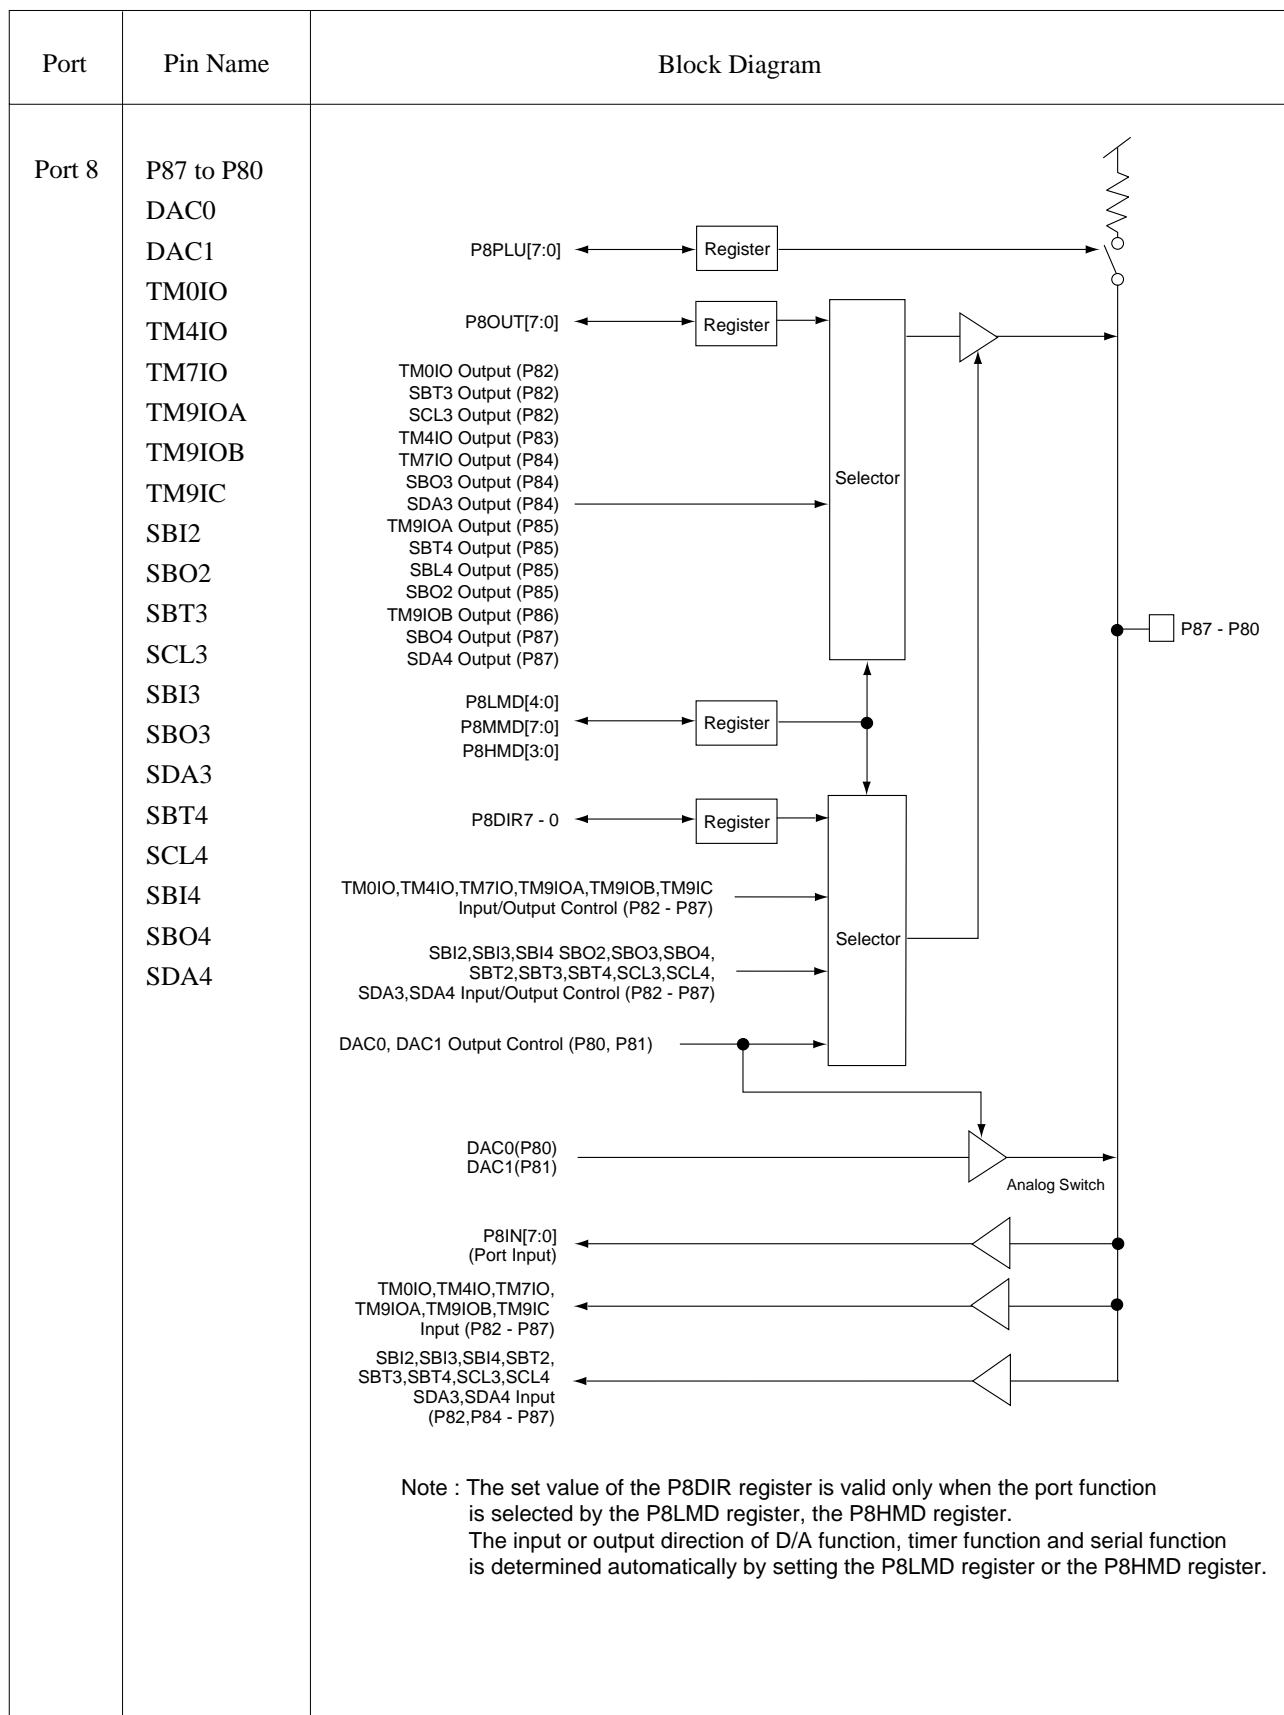 Port
Pin Name
Block Diagram
Port 8
P87 to P80
DAC0
DAC1
TM0IO
TM4IO
TM7IO
TM9IOA
TM9IOB
TM9IC
SBI2
SBO2
SBT3
SCL3
SBI3
SBO3
SDA3
SBT4
SCL4
SBI4
SBO4
SDA4
P8PLU[7:0]
Register
P8OUT[7:0]
Register
TM0IO Output (P82)
SBT3 Output (P82)
SCL3 Output (P82)
TM4IO Output (P83)
TM7IO Output (P84)
SBO3 Output (P84)
SDA3 Output (P84)
TM9IOA Output (P85)
SBT4 Output (P85)
SBL4 Output (P85)
SBO2 Output (P85)
TM9IOB Output (P86)
SBO4 Output (P87)
SDA4 Output (P87)
Selector
P87 - P80
P8LMD[4:0]
P8MMD[7:0]
P8HMD[3:0]
Register
P8DIR7 - 0
Register
TM0IO,TM4IO,TM7IO,TM9IOA,TM9IOB,TM9IC
Input/Output Control (P82 - P87)
Selector
SBI2,SBI3,SBI4 SBO2,SBO3,SBO4,
SBT2,SBT3,SBT4,SCL3,SCL4,
SDA3,SDA4 Input/Output Control (P82 - P87)
DAC0, DAC1 Output Control (P80, P81)
DAC0(P80)
DAC1(P81)
Analog Switch
P8IN[7:0]
(Port Input)
TM0IO,TM4IO,TM7IO,
TM9IOA,TM9IOB,TM9IC
Input (P82 - P87)
SBI2,SBI3,SBI4,SBT2,
SBT3,SBT4,SCL3,SCL4
SDA3,SDA4 Input
(P82,P84 - P87)
Note : The set value of the P8DIR register is valid only when the port function
is selected by the P8LMD register, the P8HMD register.
The input or output direction of D/A function, timer function and serial function
is determined automatically by setting the P8LMD register or the P8HMD register.